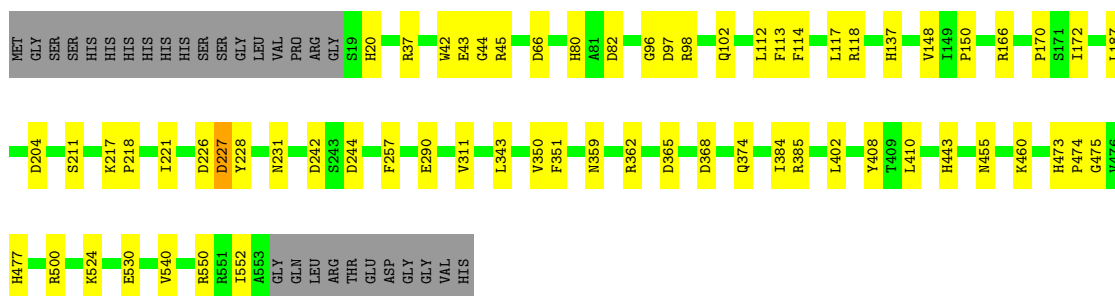 MET GLY SER SER HIS HIS HIS HIS HIS HIS SER SER GLY LEU VAL PRO ARG GLY S19 H20 R37 W42 E43 G44 R45 D66 H80 A81 D82 G96 D97 R98 Q102 L112 F113 F114 L117 R118 H137 V148 I149 P150 R166 P170 S171 I172
D204 S211 K217 P218 I221 D226 D227 Y228 N231 D242 S243 D244 F257 E290 V311 L343 V350 F351 N359 R362 D365 D368 Q374 I384 R385 L402 Y408 T409 L410 H443 N455 K460 H473 P474 G475
H477 R500 K524 E530 V540 R550 R551 I552 A553 GLY GLN LEU ARG THR GLU ASP GLY GLY VAL HIS